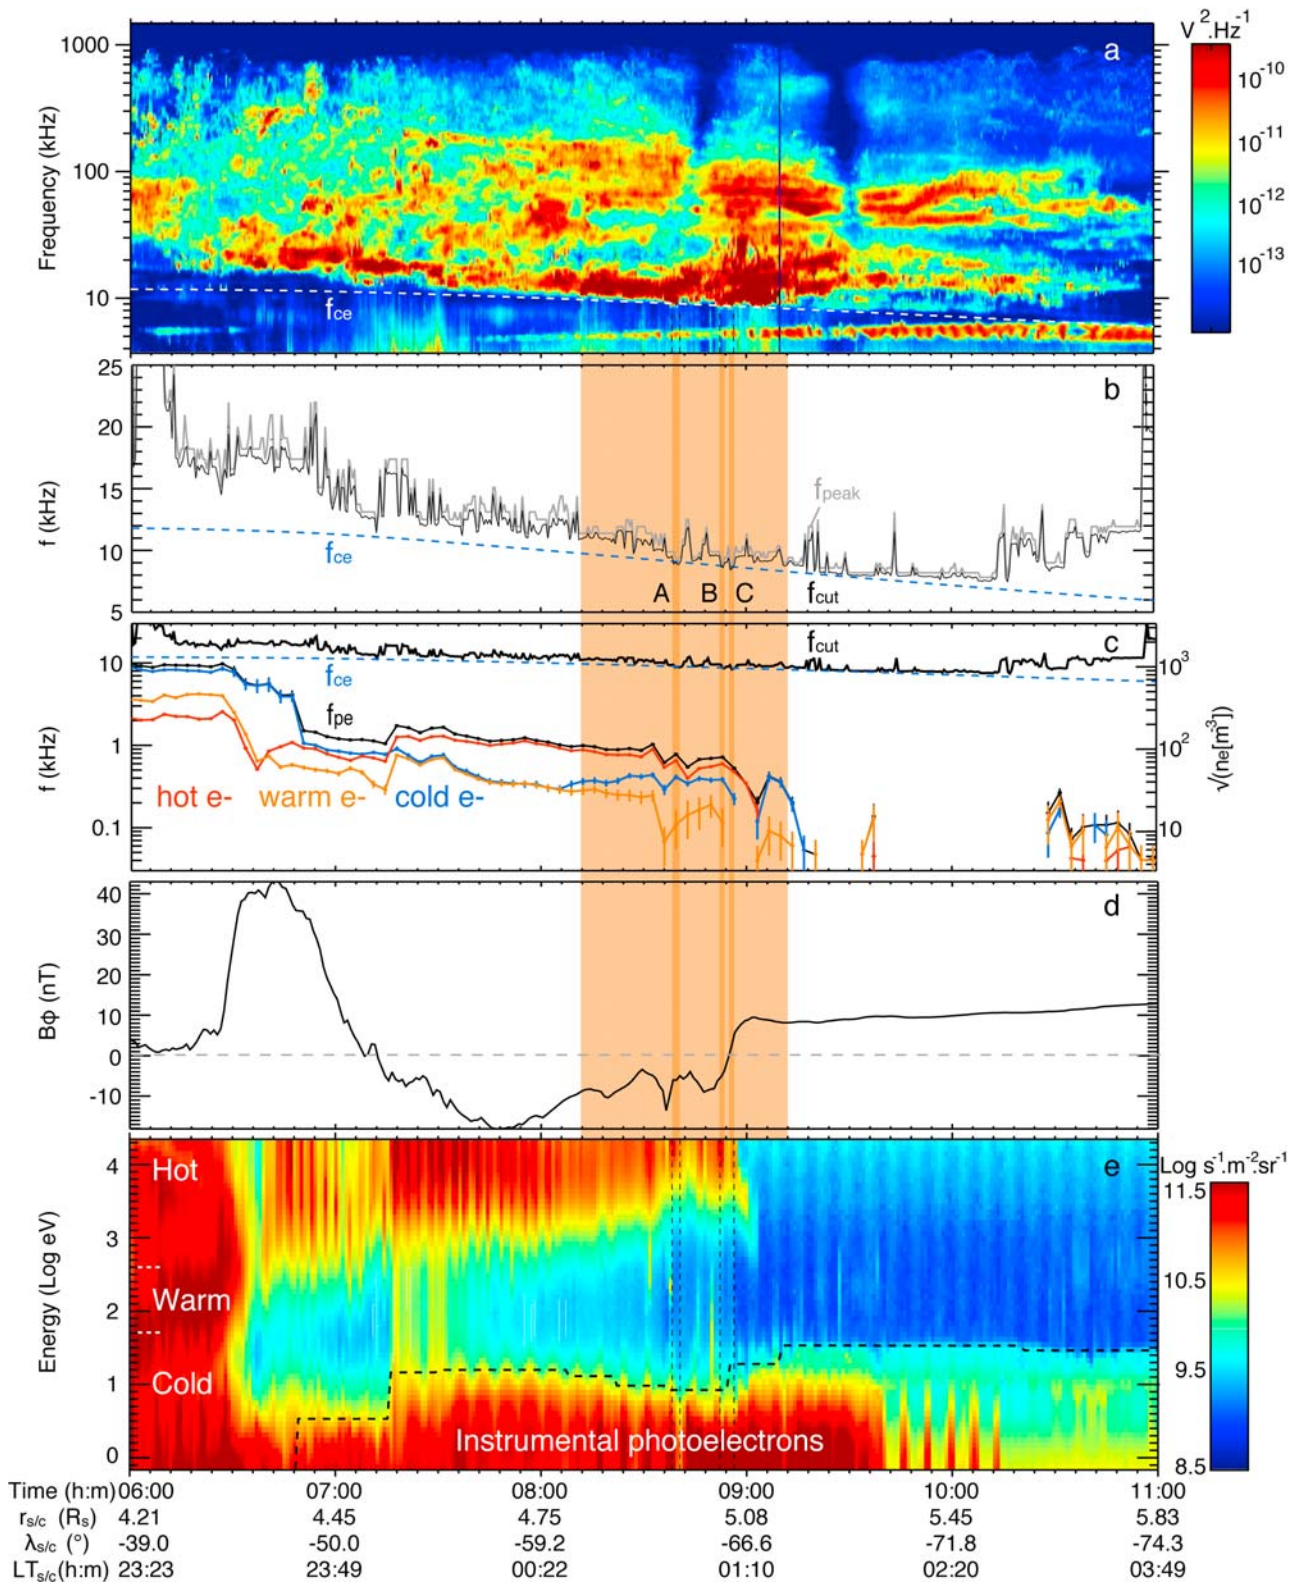 V².Hz⁻¹
a
1000
100
10
Frequency (kHz)
fce
10⁻¹⁰
10⁻¹¹
10⁻¹²
10⁻¹³
b
25
20
15
10
5
f (kHz)
fpeak
fce
A B C fcut
c
10
1
0.1
f (kHz)
fcut
fce
fpe
hot e- warm e- cold e-
10³
10²
10
√(ne[m⁻³])
d
40
30
20
10
0
-10
Bφ (nT)
e
4
3
2
1
0
Energy (Log eV)
Hot
Warm
Cold
Instrumental photoelectrons
Log s⁻¹.m⁻².sr⁻¹
11.5
10.5
9.5
8.5
Time (h:m) 06:00 07:00 08:00 09:00 10:00 11:00
rs/c (Rs) 4.21 4.45 4.75 5.08 5.45 5.83
λs/c (°) -39.0 -50.0 -59.2 -66.6 -71.8 -74.3
LTs/c(h:m) 23:23 23:49 00:22 01:10 02:20 03:49